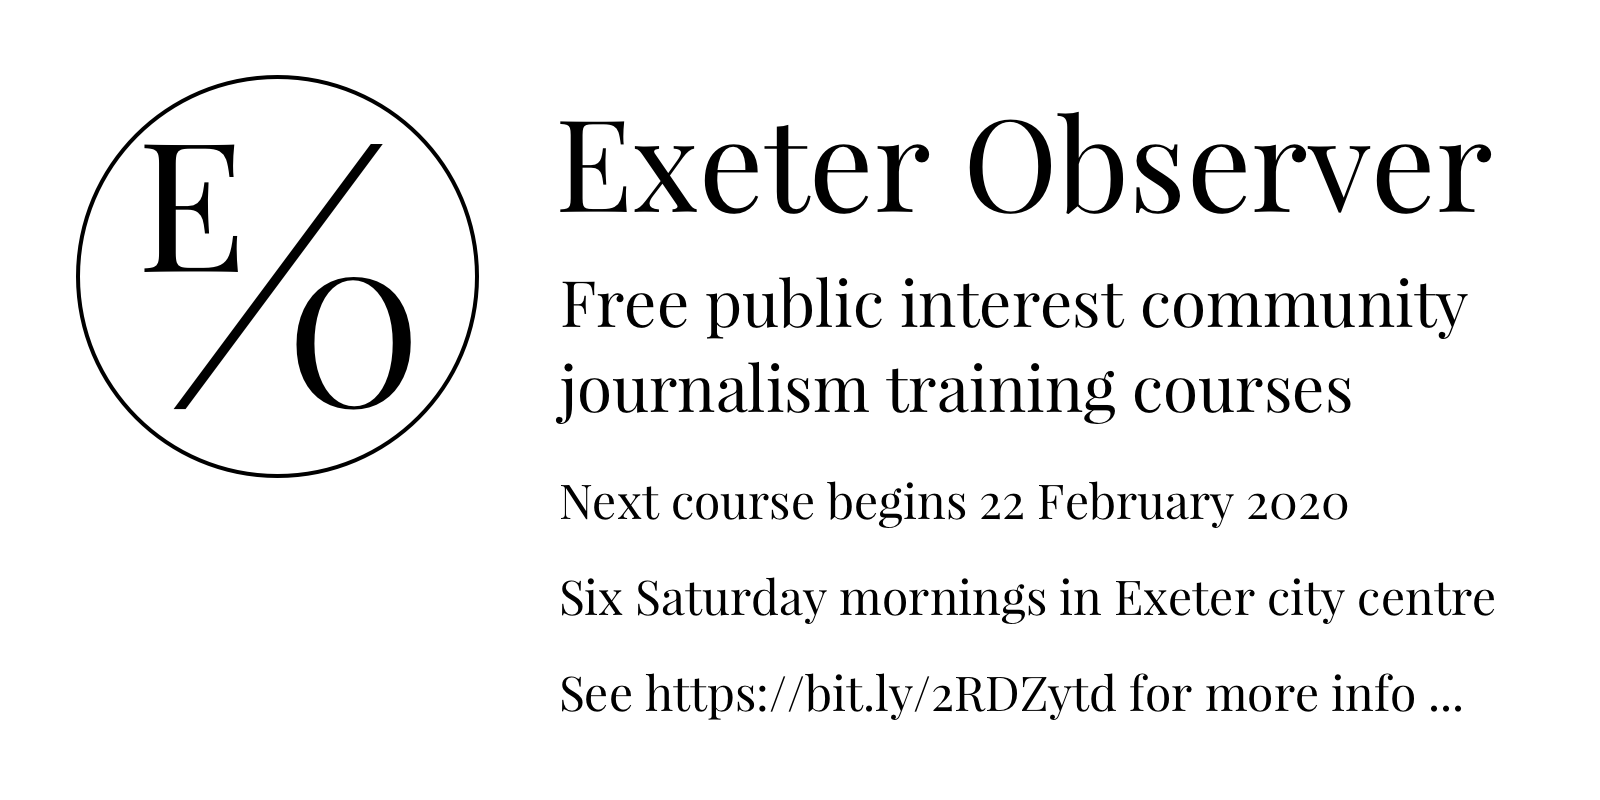 E/O
Exeter Observer
Free public interest community
journalism training courses
Next course begins 22 February 2020
Six Saturday mornings in Exeter city centre
See https://bit.ly/2RDZytd for more info ...